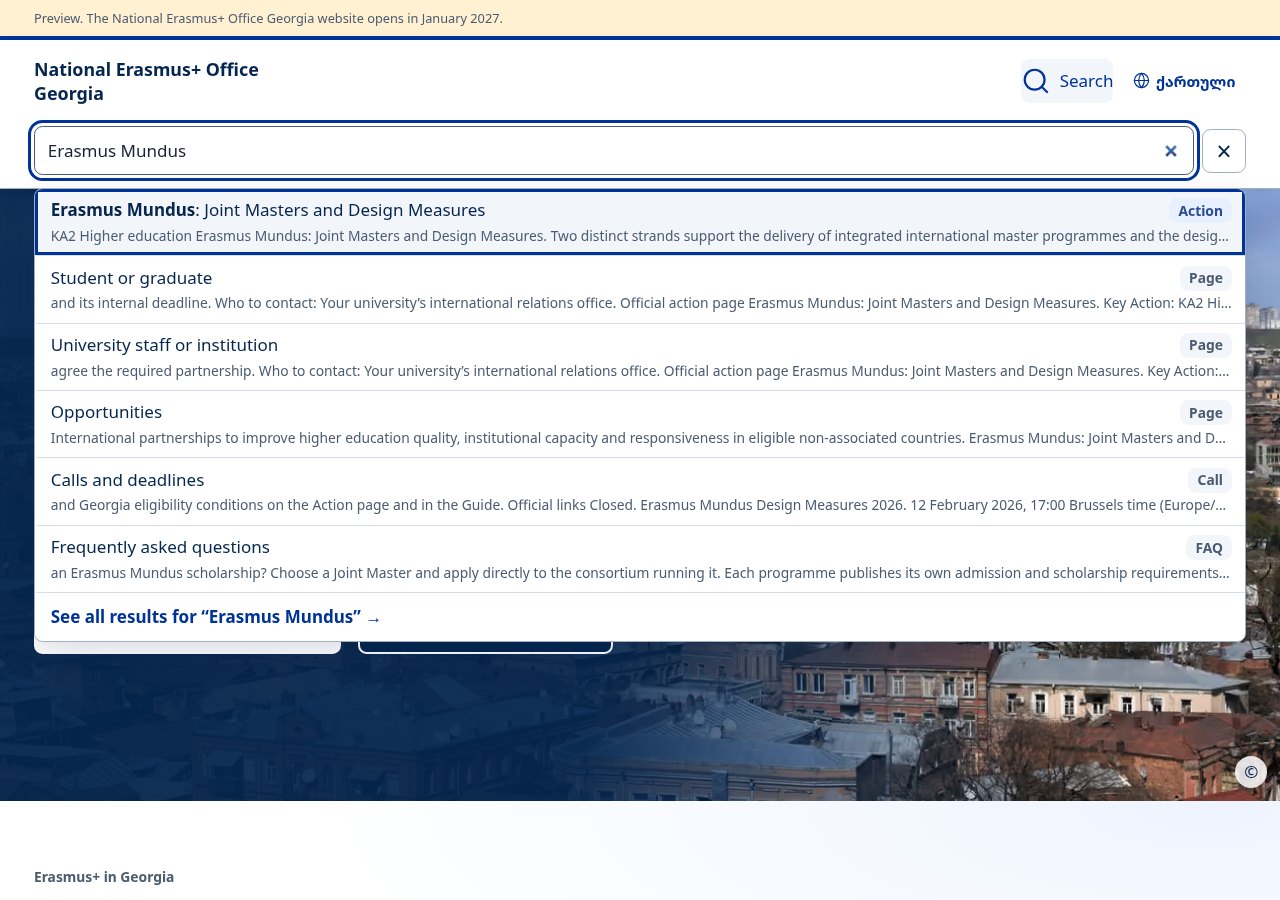 Preview. The National Erasmus+ Office Georgia website opens in January 2027.
National Erasmus+ Office
Georgia
Search
ქართული
Erasmus Mundus
Erasmus Mundus: Joint Masters and Design Measures
Action
KA2 Higher education Erasmus Mundus: Joint Masters and Design Measures. Two distinct strands support the delivery of integrated international master programmes and the desig…
Student or graduate
Page
and its internal deadline. Who to contact: Your university’s international relations office. Official action page Erasmus Mundus: Joint Masters and Design Measures. Key Action: KA2 Hi…
University staff or institution
Page
agree the required partnership. Who to contact: Your university’s international relations office. Official action page Erasmus Mundus: Joint Masters and Design Measures. Key Action:…
Opportunities
Page
International partnerships to improve higher education quality, institutional capacity and responsiveness in eligible non-associated countries. Erasmus Mundus: Joint Masters and D…
Calls and deadlines
Call
and Georgia eligibility conditions on the Action page and in the Guide. Official links Closed. Erasmus Mundus Design Measures 2026. 12 February 2026, 17:00 Brussels time (Europe/…
Frequently asked questions
FAQ
an Erasmus Mundus scholarship? Choose a Joint Master and apply directly to the consortium running it. Each programme publishes its own admission and scholarship requirements…
See all results for “Erasmus Mundus” →
©
Erasmus+ in Georgia